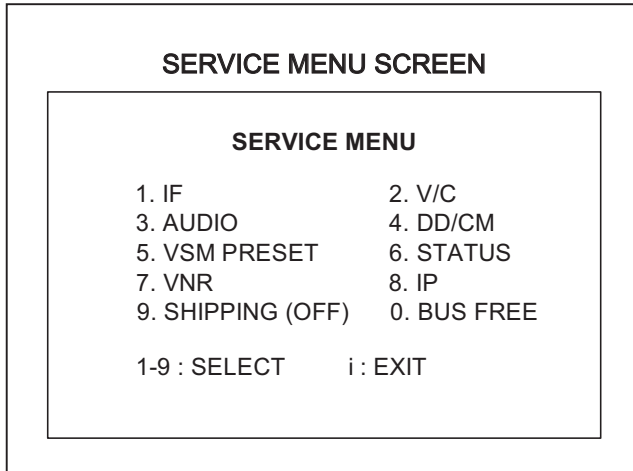 SERVICE MENU SCREEN
SERVICE MENU
1. IF 2. V/C
3. AUDIO 4. DD/CM
5. VSM PRESET 6. STATUS
7. VNR 8. IP
9. SHIPPING (OFF) 0. BUS FREE
1-9 : SELECT i : EXIT